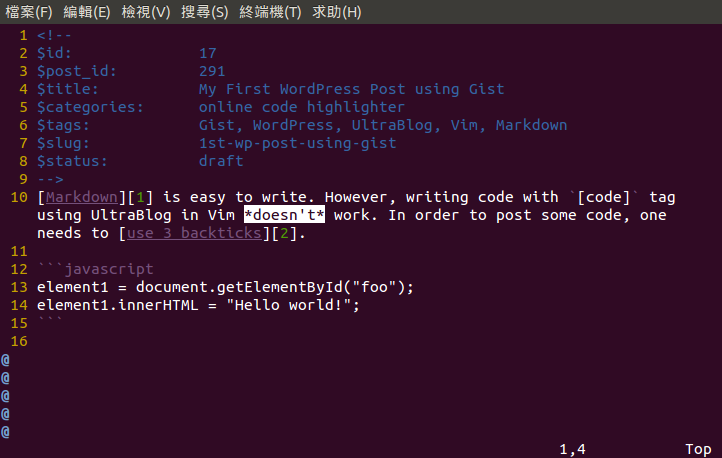 檔案(F) 編輯(E) 檢視(V) 搜尋(S) 終端機(T) 求助(H)
1 <!--
2 $id:              17
3 $post_id:         291
4 $title:           My First WordPress Post using Gist
5 $categories:      online code highlighter
6 $tags:            Gist, WordPress, UltraBlog, Vim, Markdown
7 $slug:            1st-wp-post-using-gist
8 $status:          draft
9 -->
10 [Markdown][1] is easy to write. However, writing code with `[code]` tag
using UltraBlog in Vim *doesn't* work. In order to post some code, one
needs to [use 3 backticks][2].
11
12 ```javascript
13 element1 = document.getElementById("foo");
14 element1.innerHTML = "Hello world!";
15 ```
16
@
@
@
@
@
1,4 Top